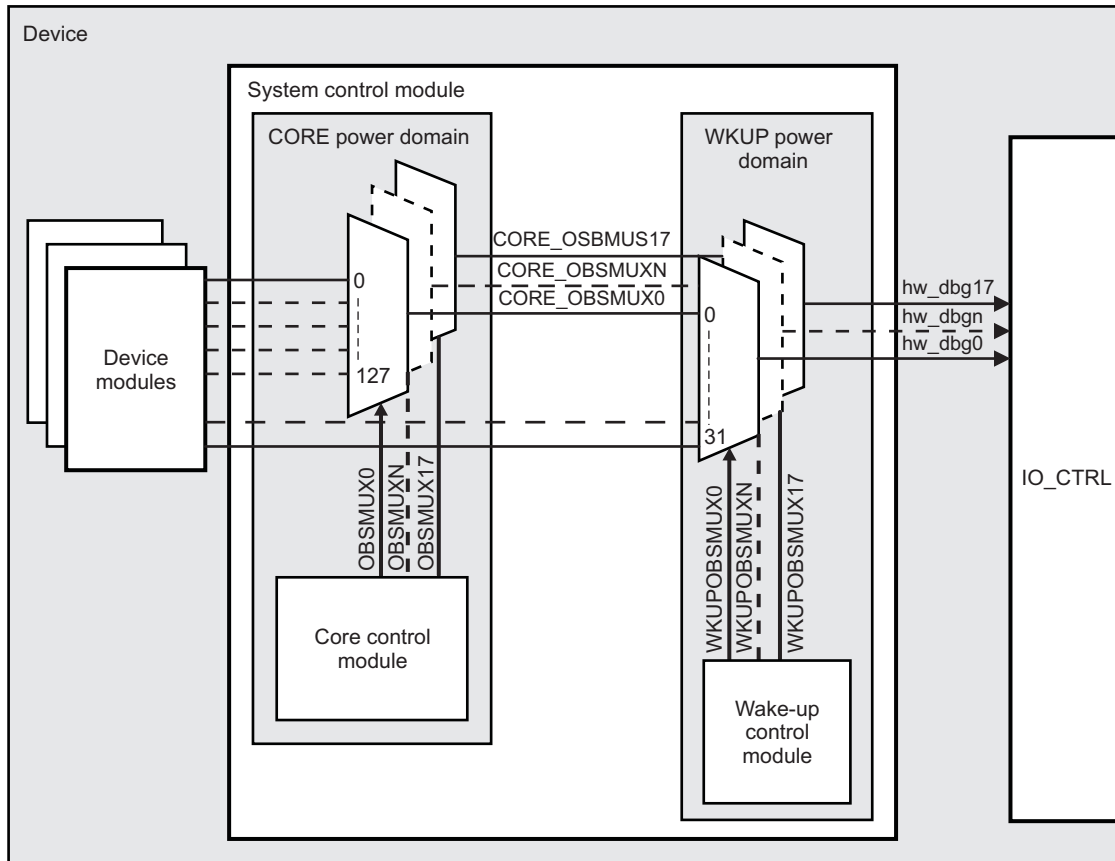 Device
System control module
CORE power domain
WKUP power
domain
CORE_OSBMUS17
CORE_OBSMUXN
CORE_OBSMUX0
hw_dbg17
hw_dbgn
hw_dbg0
0
127
0
31
Device
modules
IO_CTRL
OBSMUX0
OBSMUXN
OBSMUX17
WKUPOBSMUX0
WKUPOBSMUXN
WKUPOBSMUX17
Core control
module
Wake-up
control
module